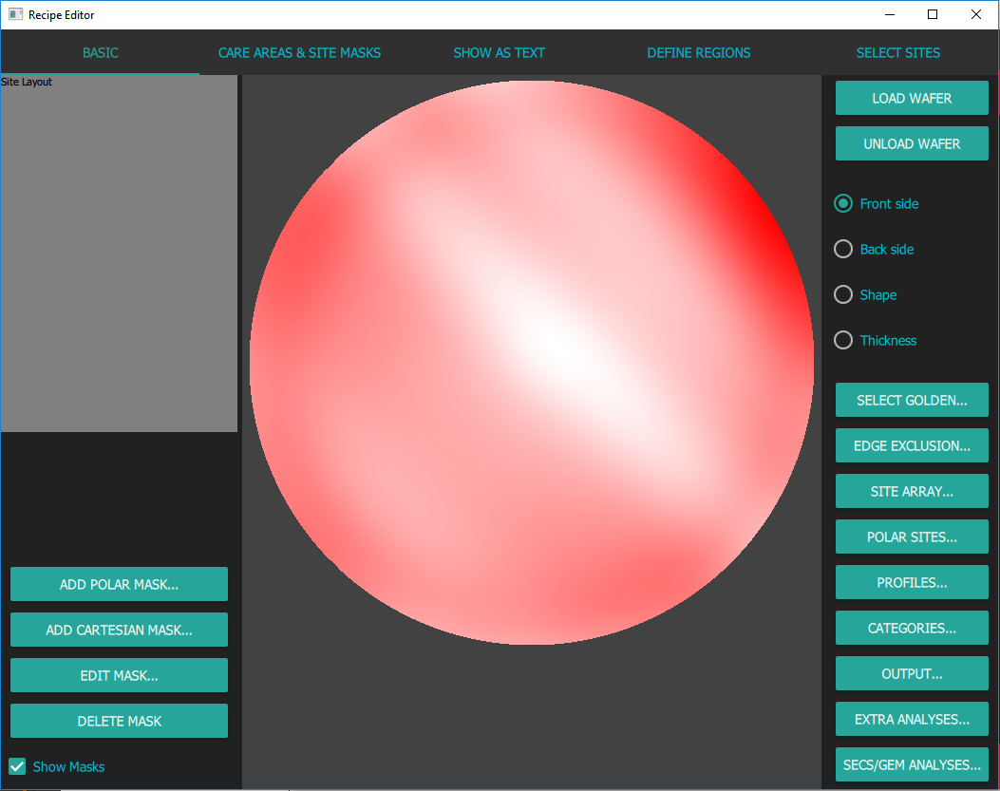 Recipe Editor
BASIC
CARE AREAS & SITE MASKS
SHOW AS TEXT
DEFINE REGIONS
SELECT SITES
Site Layout
ADD POLAR MASK...
ADD CARTESIAN MASK...
EDIT MASK...
DELETE MASK
Show Masks
LOAD WAFER
UNLOAD WAFER
Front side
Back side
Shape
Thickness
SELECT GOLDEN...
EDGE EXCLUSION...
SITE ARRAY...
POLAR SITES...
PROFILES...
CATEGORIES...
OUTPUT...
EXTRA ANALYSES...
SECS/GEM ANALYSES...